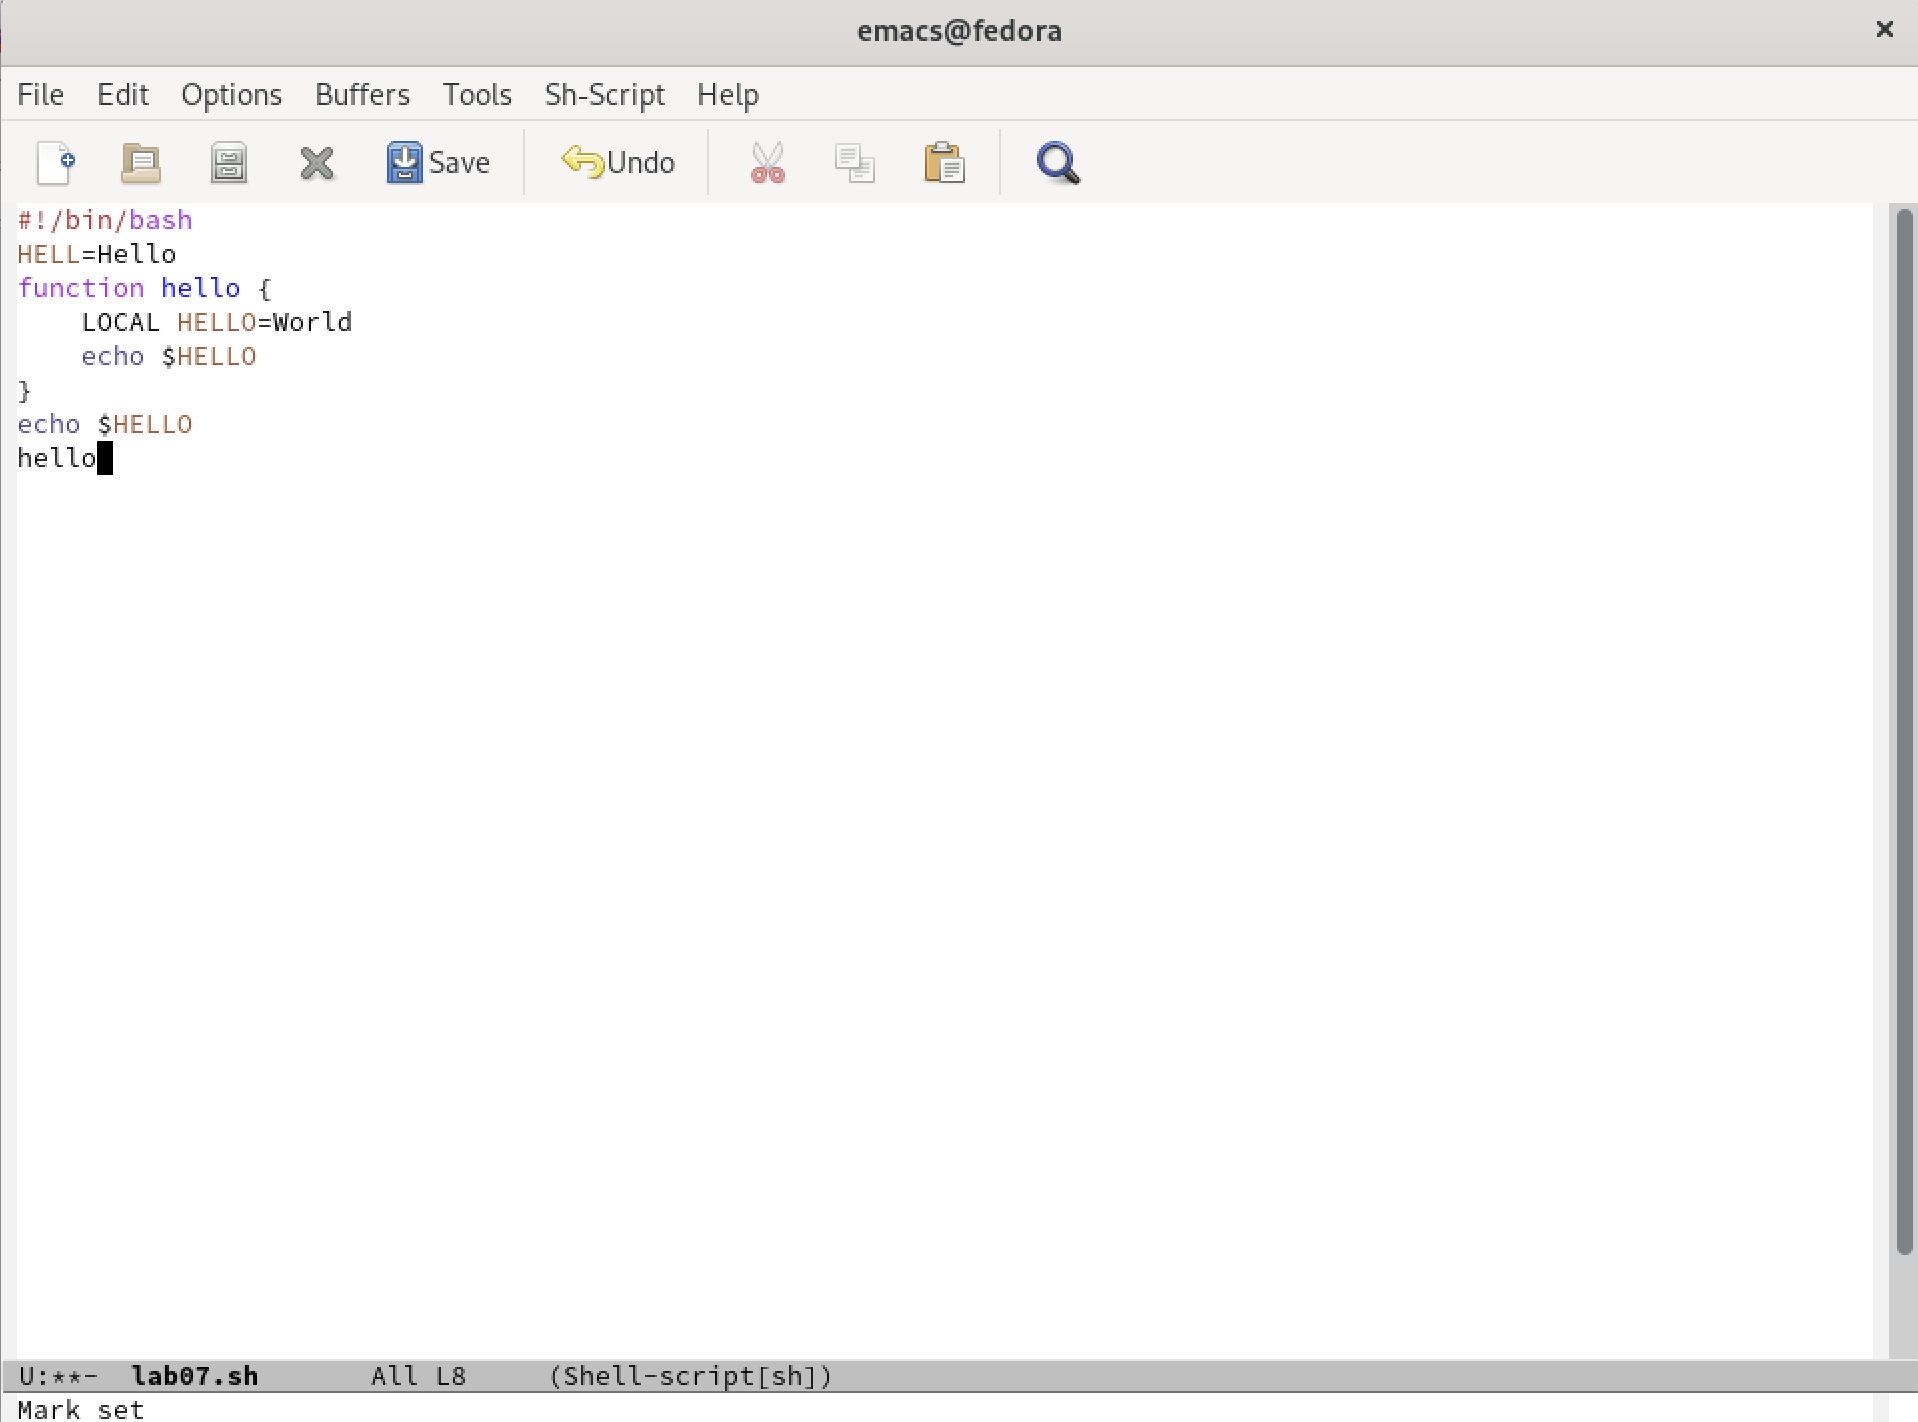 emacs@fedora
File Edit Options Buffers Tools Sh-Script Help
Save Undo
#!/bin/bash
HELL=Hello
function hello {
    LOCAL HELLO=World
    echo $HELLO
}
echo $HELLO
hello
U:**-  lab07.sh       All L8     (Shell-script[sh])
Mark set